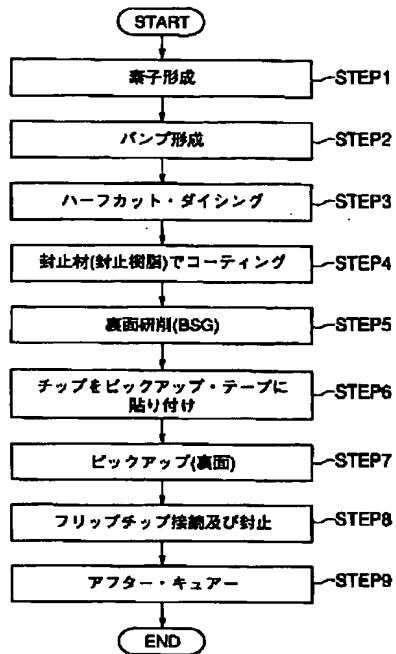 START
素子形成
STEP1
バンプ形成
STEP2
ハーフカット・ダイシング
STEP3
封止材(封止樹脂)でコーティング
STEP4
裏面研削(BSG)
STEP5
チップをピックアップ・テープに
貼り付け
STEP6
ピックアップ(裏面)
STEP7
フリップチップ接続及び封止
STEP8
アフター・キュアー
STEP9
END